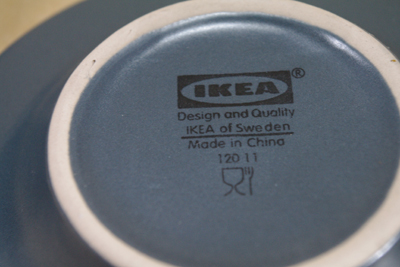 IKEA®
Design and Quality
IKEA of Sweden
Made in China
120 11